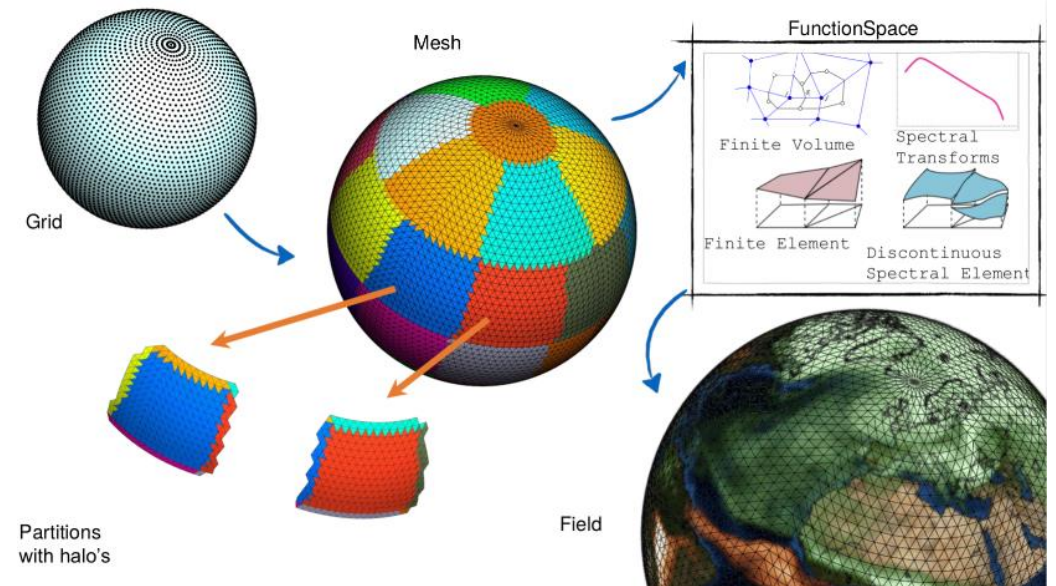 FunctionSpace
Mesh
Finite Volume
Spectral
Transforms
Grid
Finite Element
Discontinuous
Spectral Element
Partitions
with halo's
Field